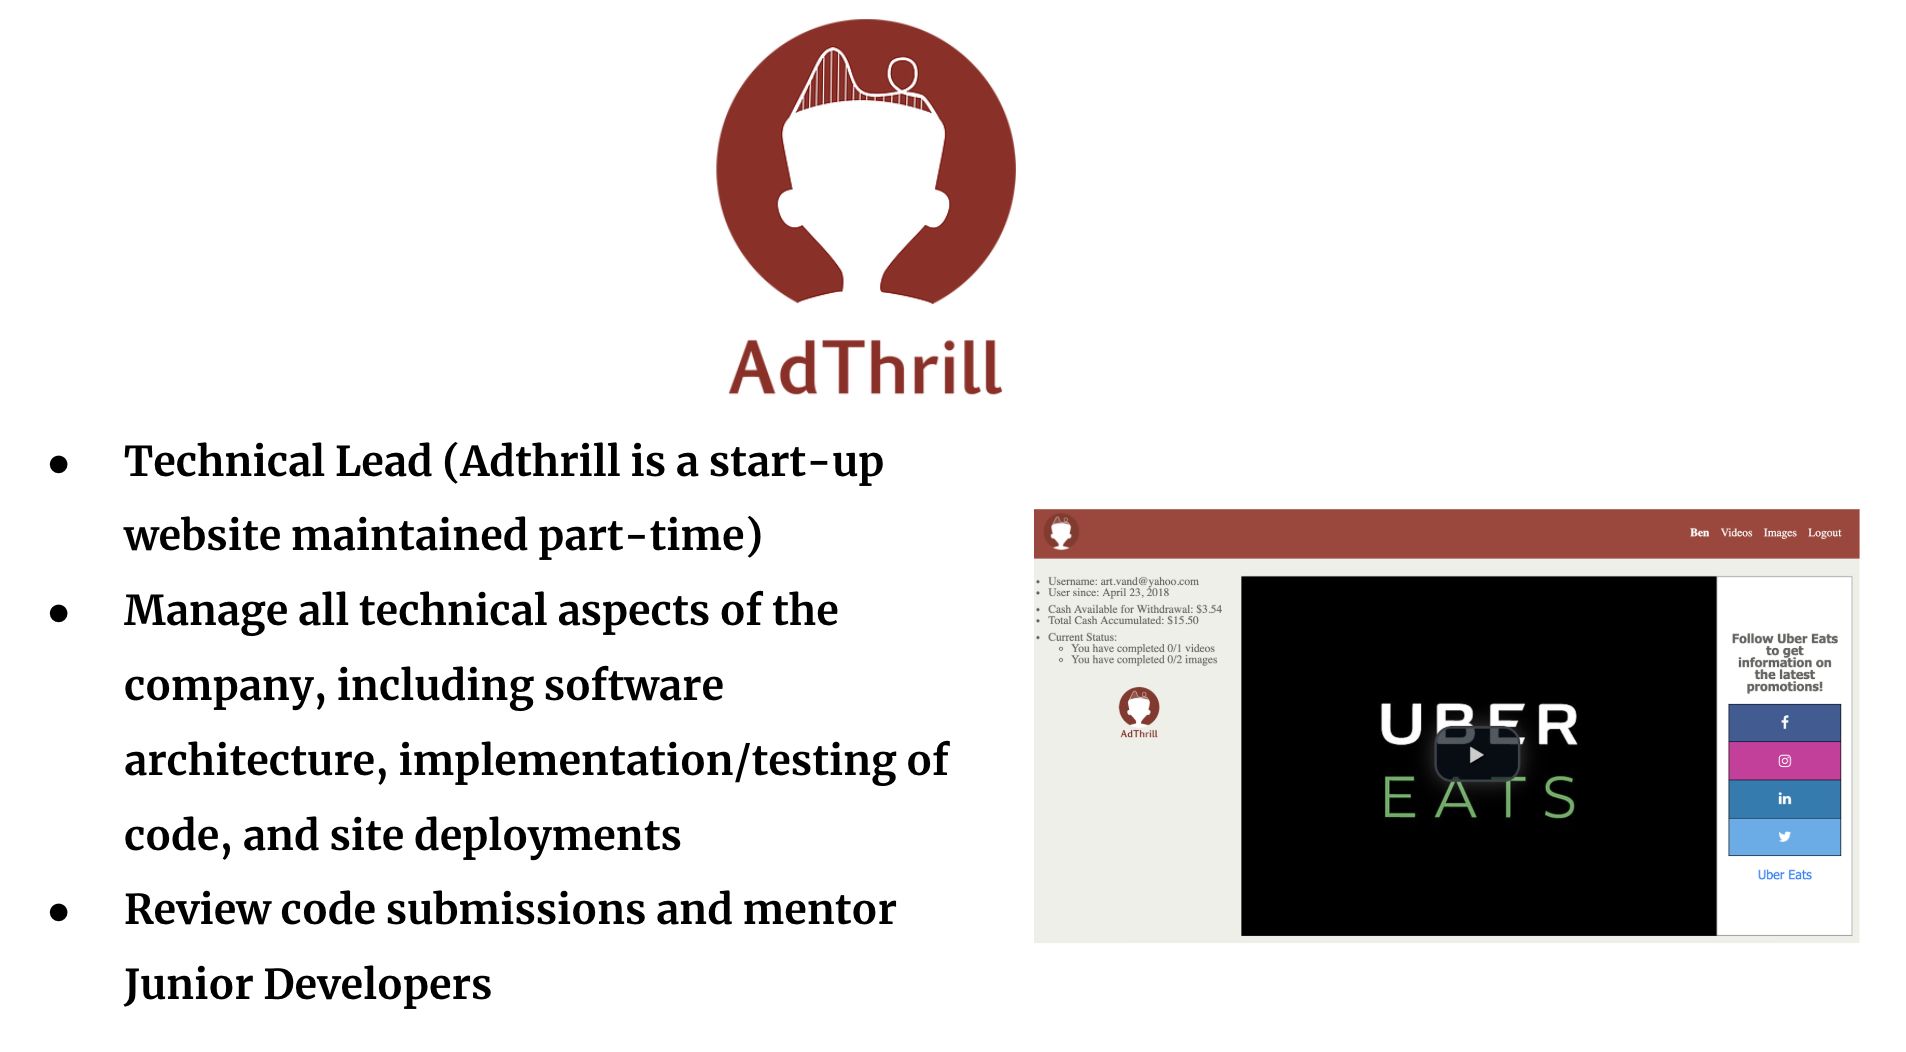 AdThrill
● Technical Lead (Adthrill is a start-up
website maintained part-time)
● Manage all technical aspects of the
company, including software
architecture, implementation/testing of
code, and site deployments
● Review code submissions and mentor
Junior Developers
Ben Videos Images Logout
• Username: art.vand@yahoo.com
• User since: April 23, 2018
• Cash Available for Withdrawal: $3.54
• Total Cash Accumulated: $15.50
• Current Status:
◦ You have completed 0/1 videos
◦ You have completed 0/2 images
AdThrill
UBER
EATS
Follow Uber Eats
to get
information on
the latest
promotions!
Uber Eats